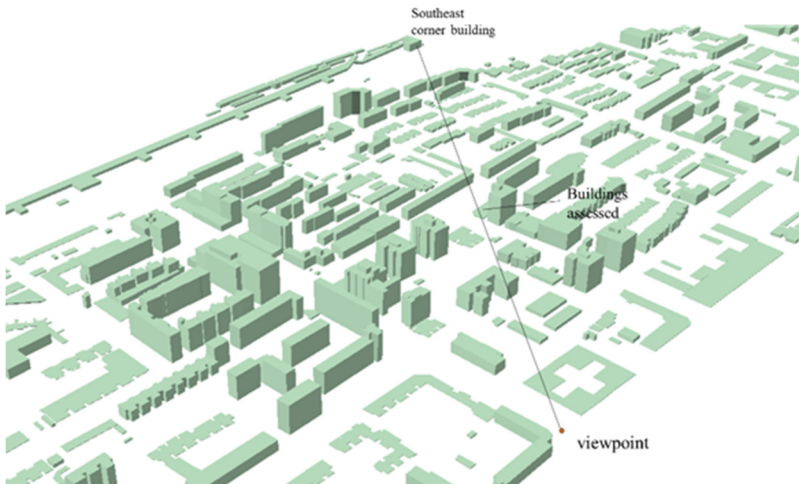 Southeast
corner building
Buildings
assessed
viewpoint